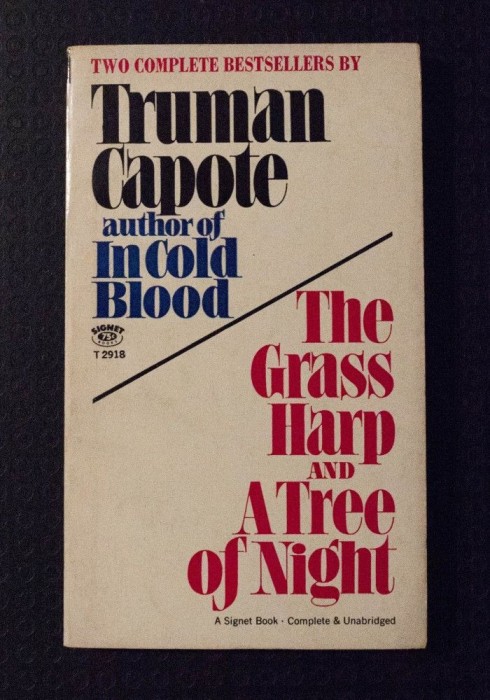 TWO COMPLETE BESTSELLERS BY
Truman
Capote
author of
In Cold
Blood
SIGNET
75¢
BOOKS
T 2918
The
Grass
Harp
AND
A Tree
of Night
A Signet Book · Complete & Unabridged